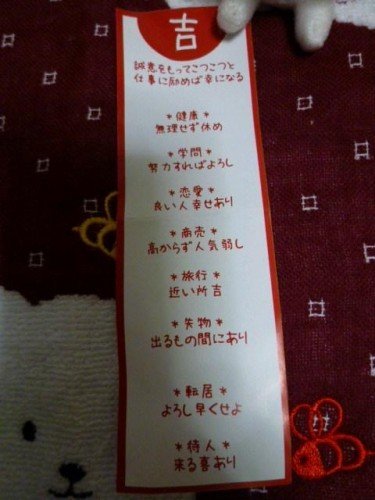 吉
誠意をもってこつこつと
仕事に励めば幸になる
＊健康＊
無理せず休め
＊学問＊
努力すればよろし
＊恋愛＊
良い人幸せあり
＊商売＊
高からず人気弱し
＊旅行＊
近い所吉
＊失物＊
出るもの間にあり
＊転居＊
よろし早くせよ
＊待人＊
来る喜あり